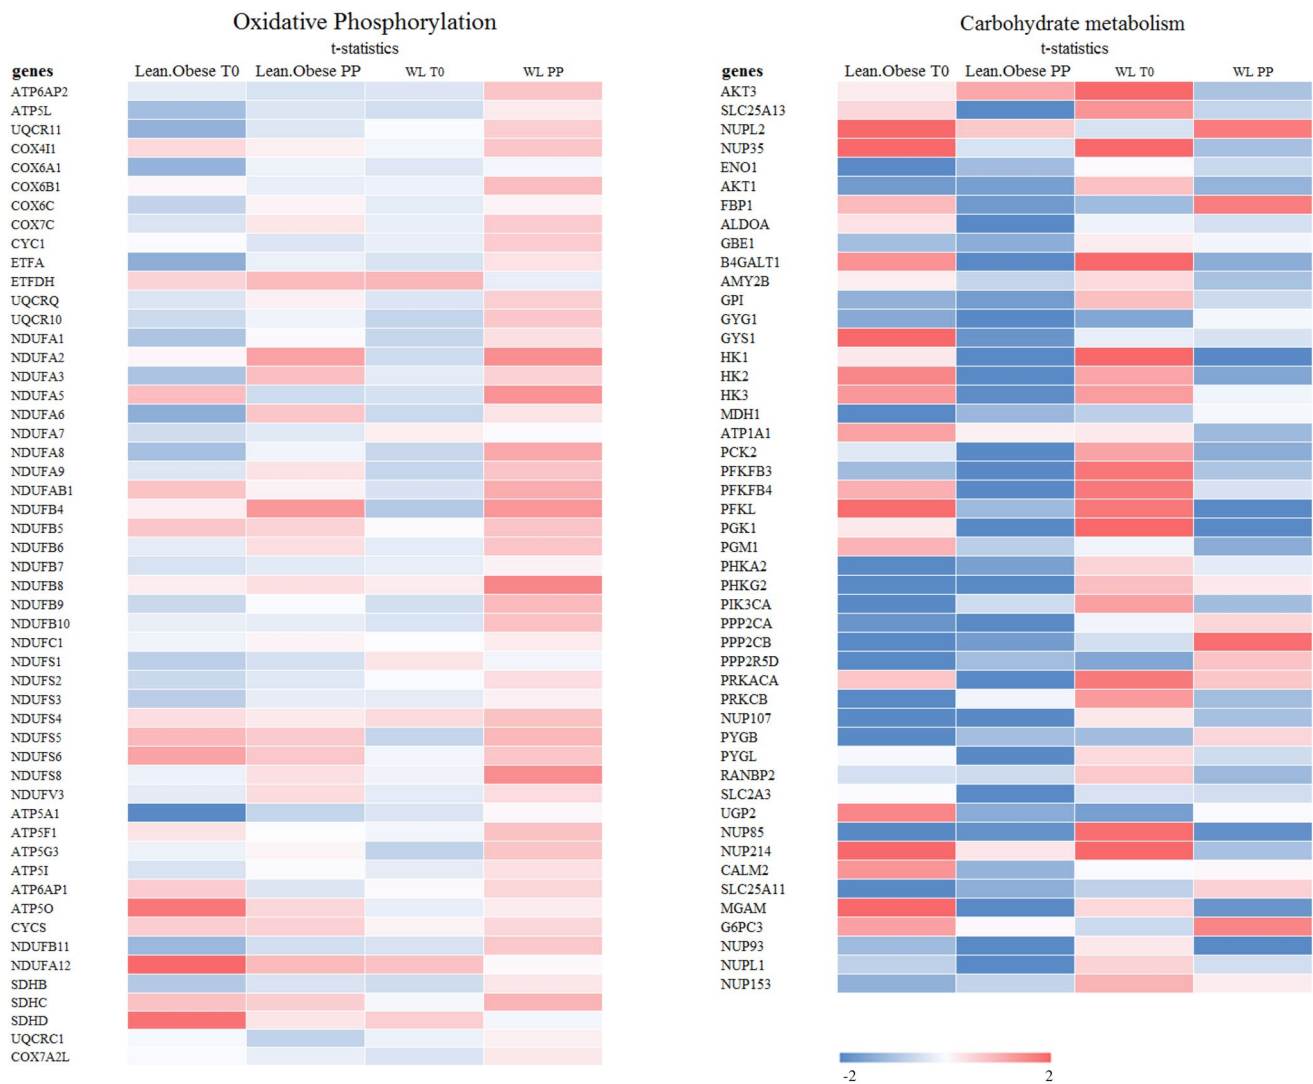 Oxidative Phosphorylation
t-statistics
genes Lean.Obese T0 Lean.Obese PP WL T0 WL PP
ATP6AP2
ATP5L
UQCR11
COX4I1
COX6A1
COX6B1
COX6C
COX7C
CYC1
ETFA
ETFDH
UQCRQ
UQCR10
NDUFA1
NDUFA2
NDUFA3
NDUFA5
NDUFA6
NDUFA7
NDUFA8
NDUFA9
NDUFAB1
NDUFB4
NDUFB5
NDUFB6
NDUFB7
NDUFB8
NDUFB9
NDUFB10
NDUFC1
NDUFS1
NDUFS2
NDUFS3
NDUFS4
NDUFS5
NDUFS6
NDUFS8
NDUFV3
ATP5A1
ATP5F1
ATP5G3
ATP5I
ATP6AP1
ATP5O
CYCS
NDUFB11
NDUFA12
SDHB
SDHC
SDHD
UQCRC1
COX7A2L
Carbohydrate metabolism
t-statistics
genes Lean.Obese T0 Lean.Obese PP WL T0 WL PP
AKT3
SLC25A13
NUPL2
NUP35
ENO1
AKT1
FBP1
ALDOA
GBE1
B4GALT1
AMY2B
GPI
GYG1
GYS1
HK1
HK2
HK3
MDH1
ATP1A1
PCK2
PFKFB3
PFKFB4
PFKL
PGK1
PGM1
PHKA2
PHKG2
PIK3CA
PPP2CA
PPP2CB
PPP2R5D
PRKACA
PRKCB
NUP107
PYGB
PYGL
RANBP2
SLC2A3
UGP2
NUP85
NUP214
CALM2
SLC25A11
MGAM
G6PC3
NUP93
NUPL1
NUP153
-2 2